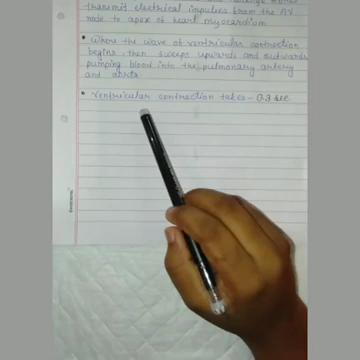 transmit electrical impulses from the AV
node to apex of heart myocardium
• Where the wave of ventricular contraction
begins then sweeps upwards and outwards
pumping blood into the pulmonary artery
and aorta
• Ventricular contraction takes - 0.3 sec